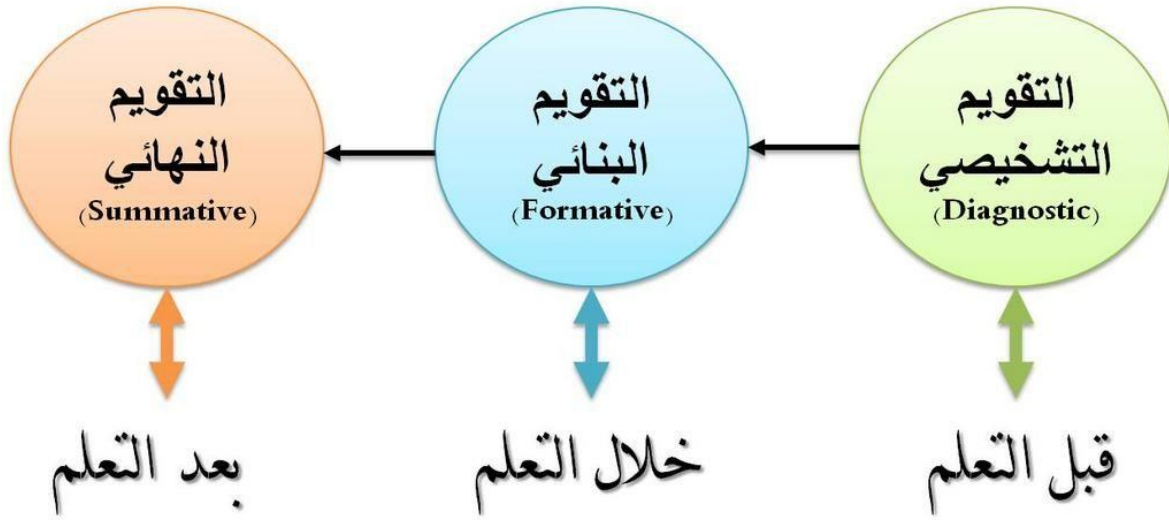 التقويم
التشخيصي
(Diagnostic)
التقويم
البنائي
(Formative)
التقويم
النهائي
(Summative)
قبل التعلم
خلال التعلم
بعد التعلم